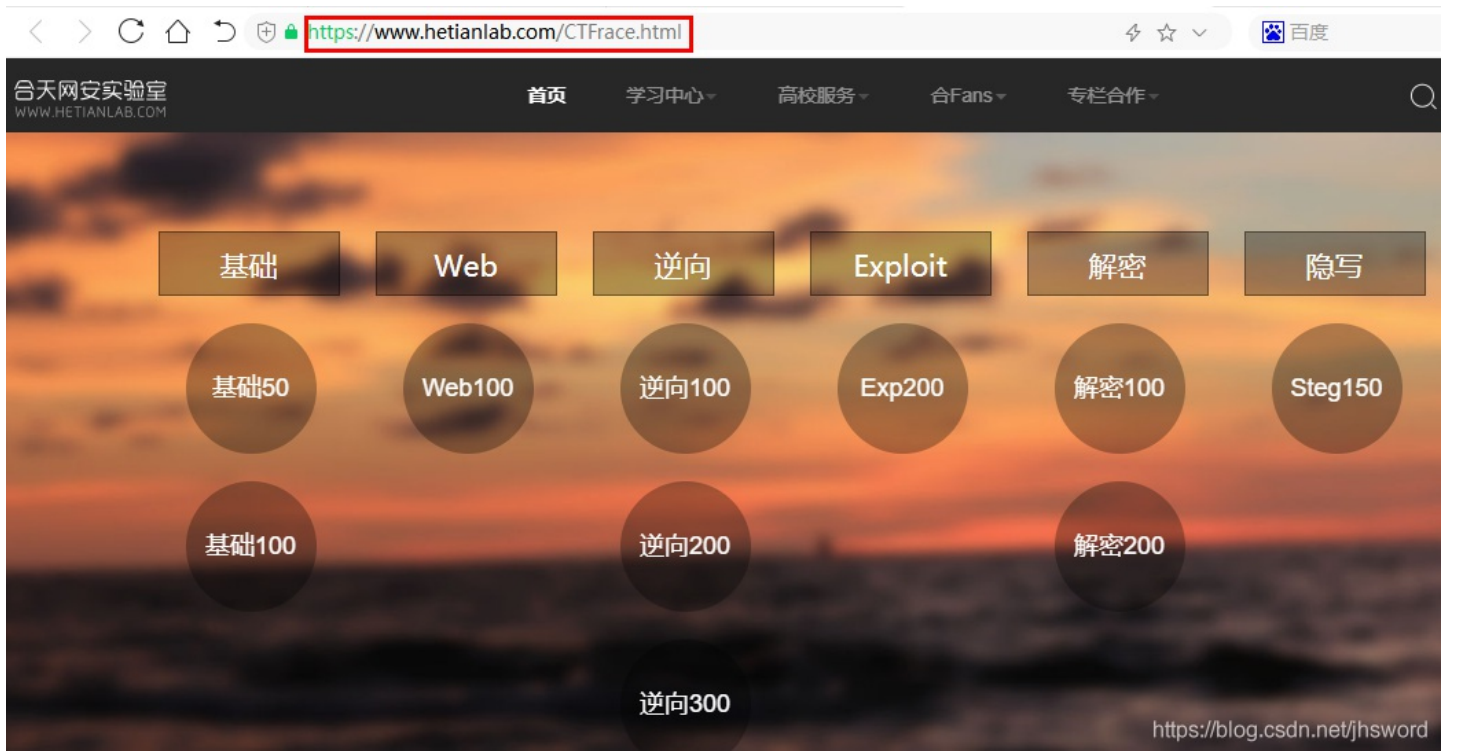 https://www.hetianlab.com/CTFrace.html
百度
合天网安实验室
WWW.HETIANLAB.COM
首页 学习中心 高校服务 合Fans 专栏合作
基础 Web 逆向 Exploit 解密 隐写
基础50 Web100 逆向100 Exp200 解密100 Steg150
基础100 逆向200 解密200
逆向300
https://blog.csdn.net/jhsword